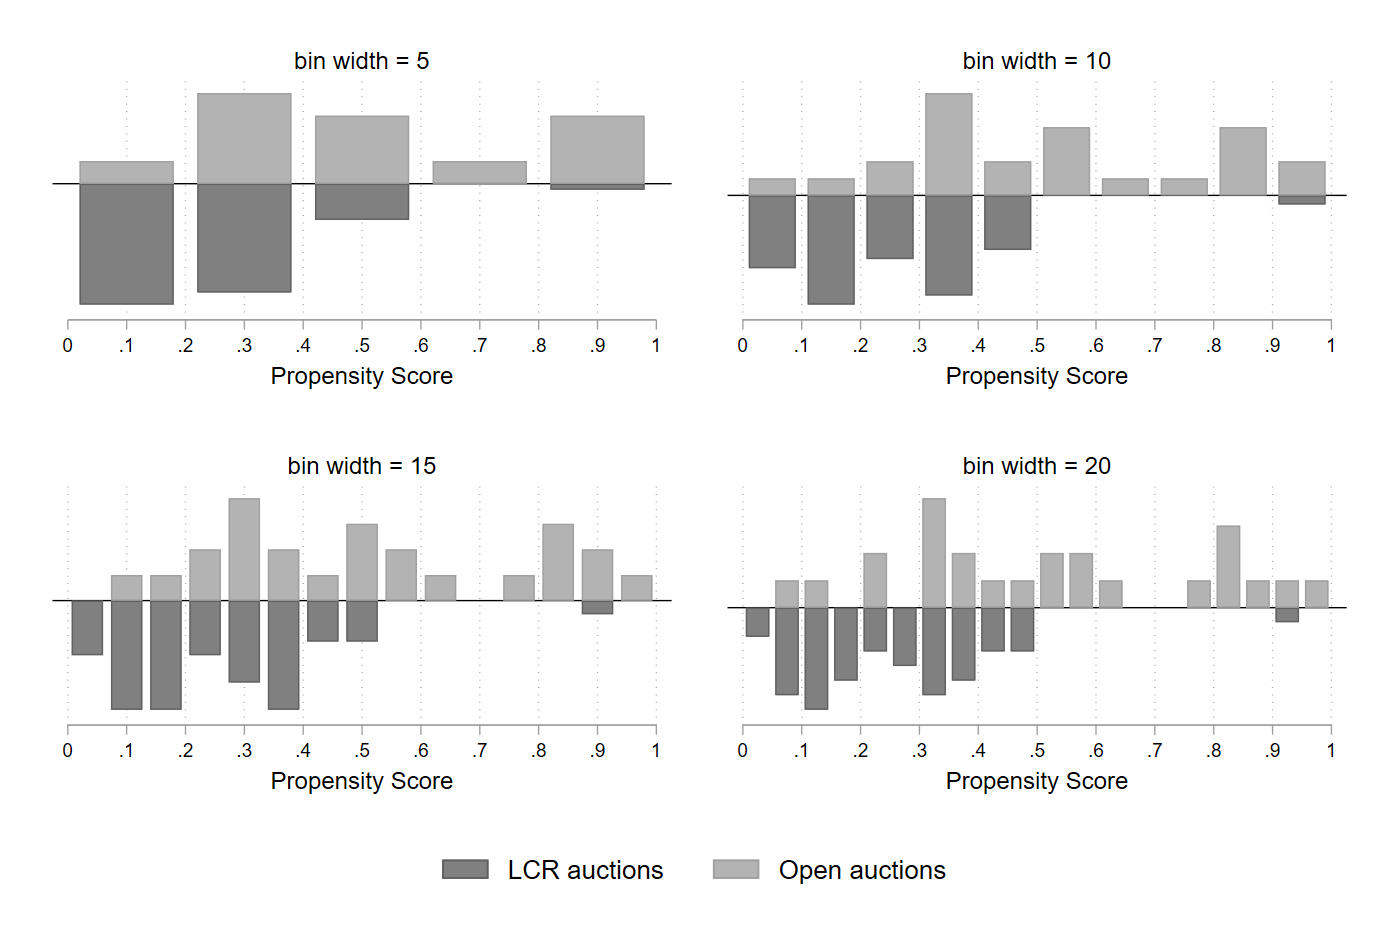 bin width = 5
0 .1 .2 .3 .4 .5 .6 .7 .8 .9 1
Propensity Score
bin width = 10
0 .1 .2 .3 .4 .5 .6 .7 .8 .9 1
Propensity Score
bin width = 15
0 .1 .2 .3 .4 .5 .6 .7 .8 .9 1
Propensity Score
bin width = 20
0 .1 .2 .3 .4 .5 .6 .7 .8 .9 1
Propensity Score
LCR auctions Open auctions